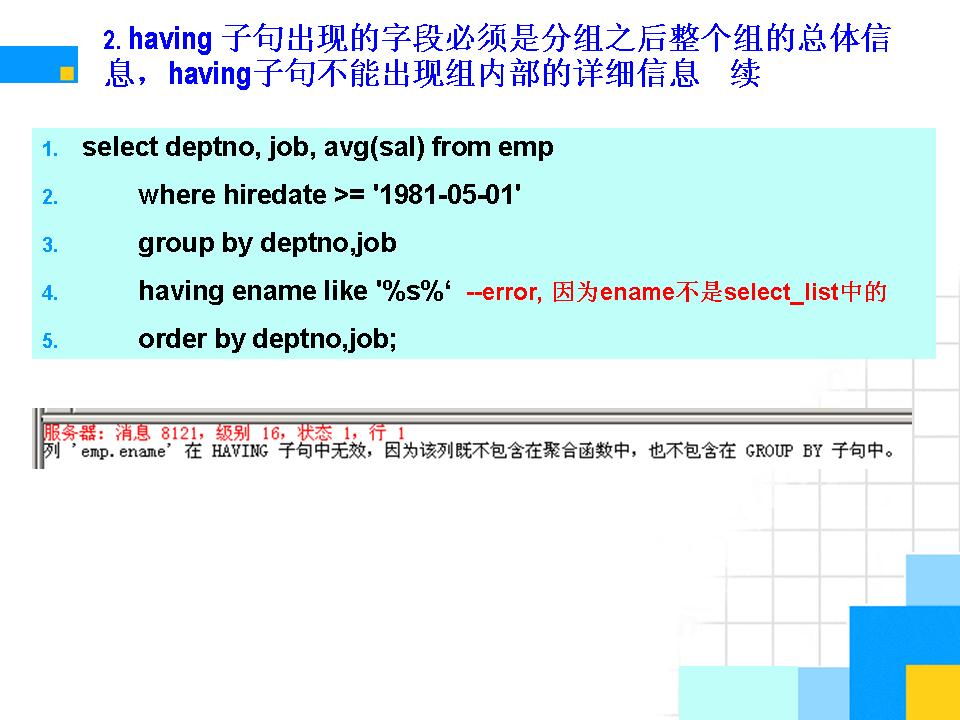 2. having 子句出现的字段必须是分组之后整个组的总体信
息，having子句不能出现组内部的详细信息 续
1. select deptno, job, avg(sal) from emp
2. where hiredate >= '1981-05-01'
3. group by deptno,job
4. having ename like '%s%‘ --error, 因为ename不是select_list中的
5. order by deptno,job;
服务器: 消息 8121，级别 16，状态 1，行 1
列 'emp.ename' 在 HAVING 子句中无效，因为该列既不包含在聚合函数中，也不包含在 GROUP BY 子句中。